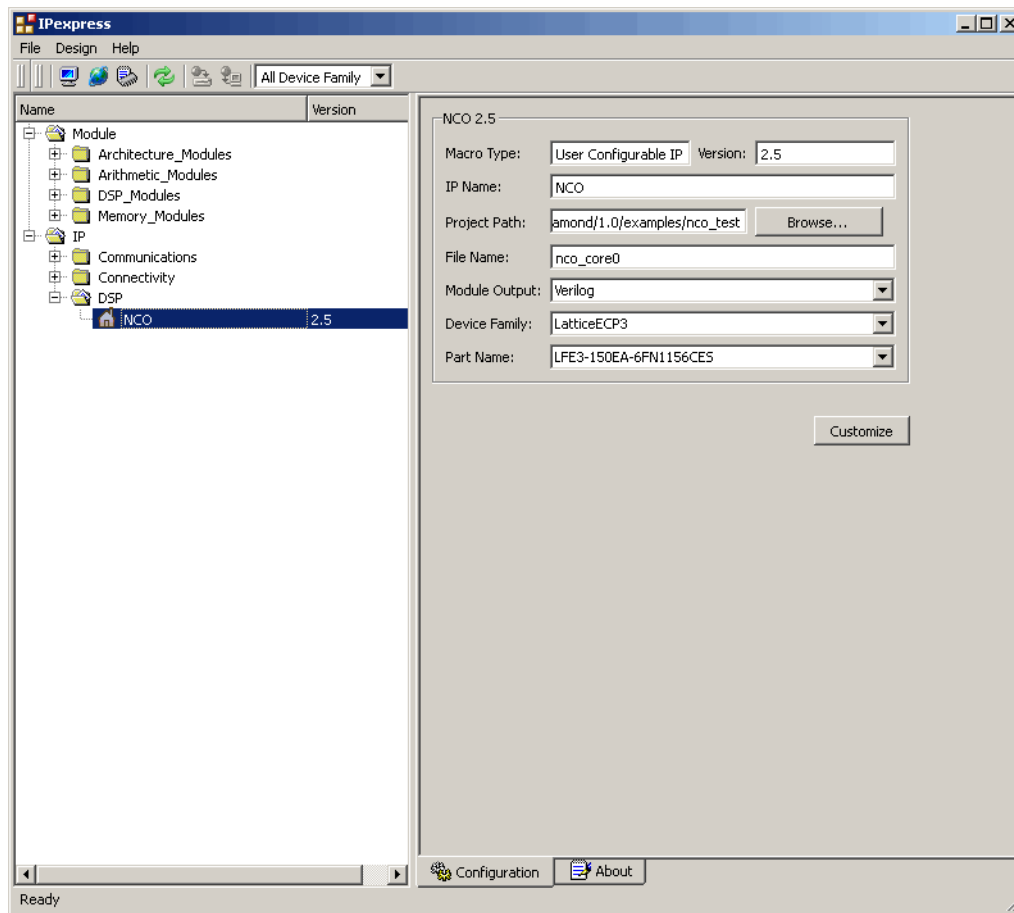 IPexpress
File Design Help
All Device Family
Name Version
Module
Architecture_Modules
Arithmetic_Modules
DSP_Modules
Memory_Modules
IP
Communications
Connectivity
DSP
NCO 2.5
NCO 2.5
Macro Type: User Configurable IP Version: 2.5
IP Name: NCO
Project Path: amond/1.0/examples/nco_test Browse...
File Name: nco_core0
Module Output: Verilog
Device Family: LatticeECP3
Part Name: LFE3-150EA-6FN1156CES
Customize
Configuration About
Ready